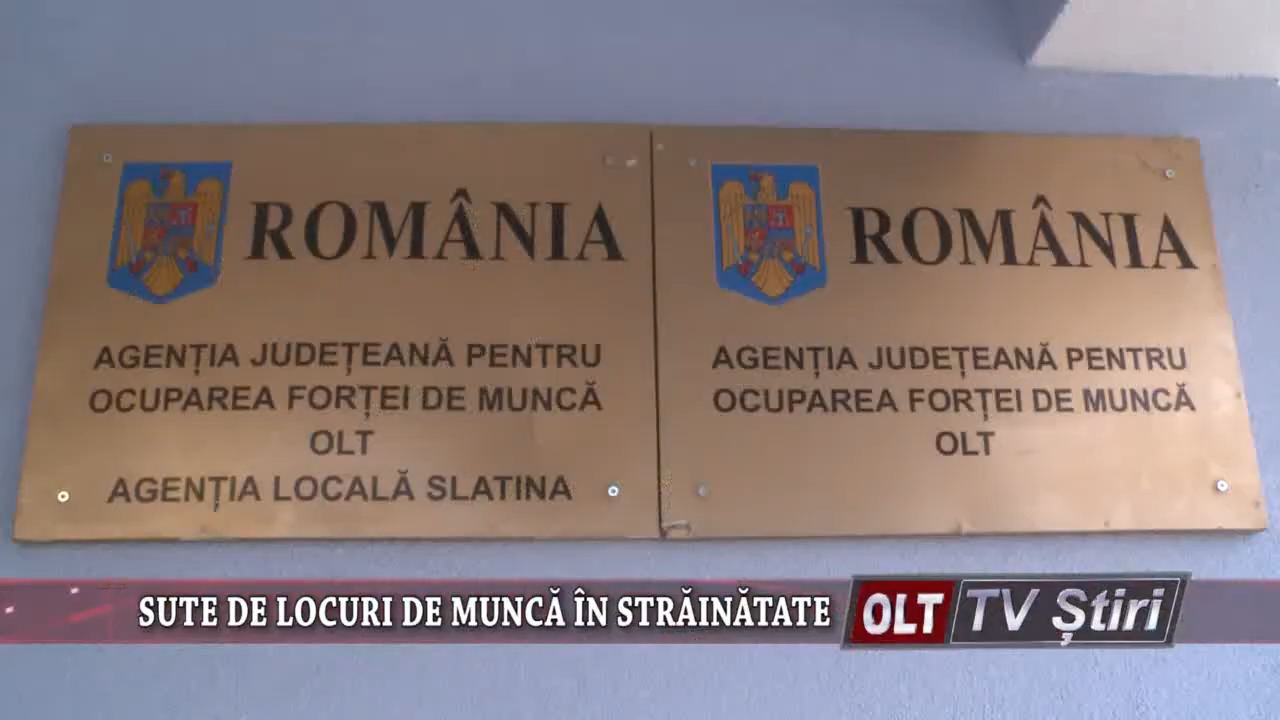 ROMÂNIA
AGENȚIA JUDEȚEANĂ PENTRU
OCUPAREA FORȚEI DE MUNCĂ
OLT
AGENȚIA LOCALĂ SLATINA
ROMÂNIA
AGENȚIA JUDEȚEANĂ PENTRU
OCUPAREA FORȚEI DE MUNCĂ
OLT
SUTE DE LOCURI DE MUNCĂ ÎN STRĂINĂTATE
OLT TV Știri